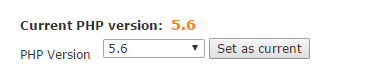 Current PHP version: 5.6
PHP Version 5.6 Set as current